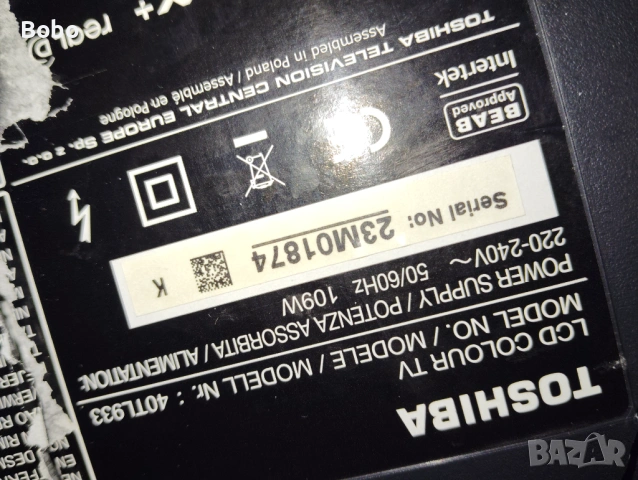 Bobo
TOSHIBA
LCD COLOUR TV
MODEL NO. / MODELE / MODELL Nr. : 40TL933
POWER SUPPLY / POTENZA ASSORBITA / ALIMENTATION:
220-240V~ 50/60Hz 109W
Serial No: 23M01874
K
BEAB
Approved
Intertek
CE
TOSHIBA TELEVISION CENTRAL EUROPE Sp. z o.o.
Assembled in Poland / Assemblé en Pologne
BAZAR